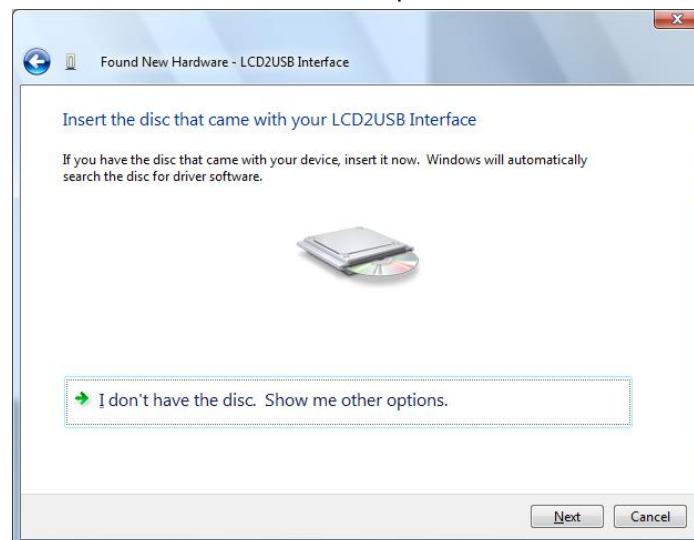 Found New Hardware - LCD2USB Interface
Insert the disc that came with your LCD2USB Interface
If you have the disc that came with your device, insert it now.  Windows will automatically
search the disc for driver software.
I don't have the disc.  Show me other options.
Next
Cancel